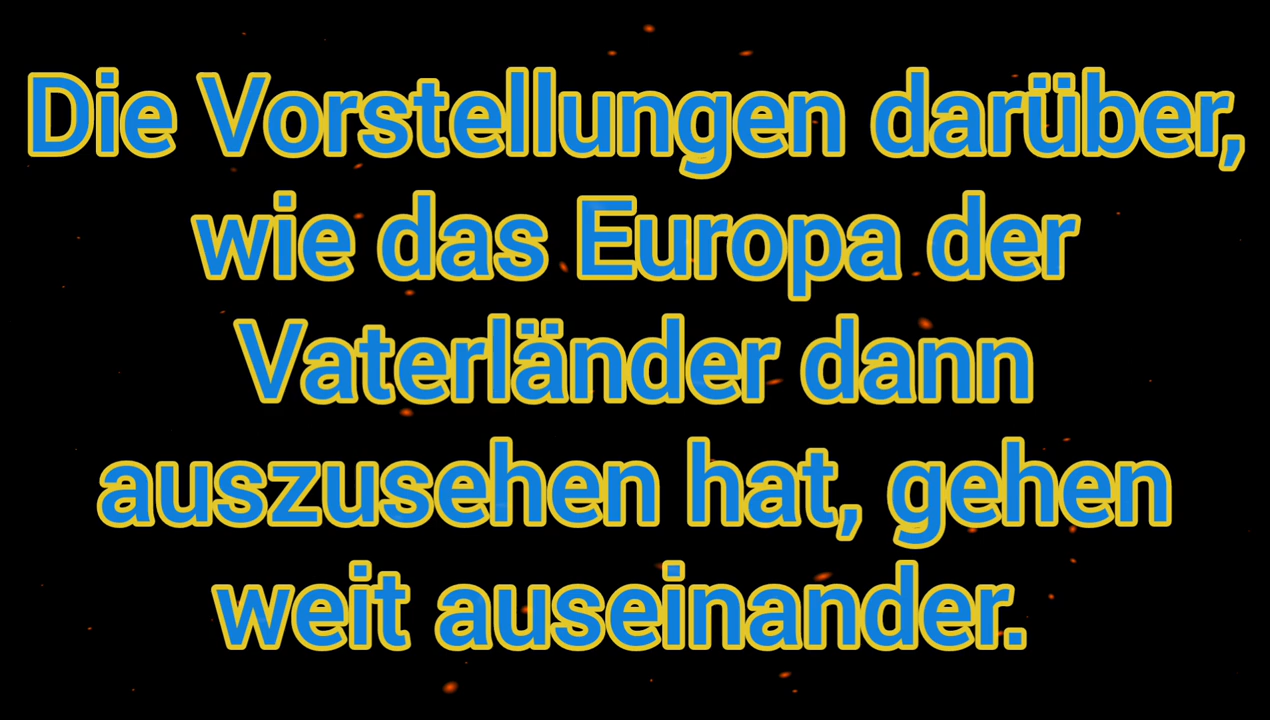 Die Vorstellungen darüber,
wie das Europa der
Vaterländer dann
auszusehen hat, gehen
weit auseinander.